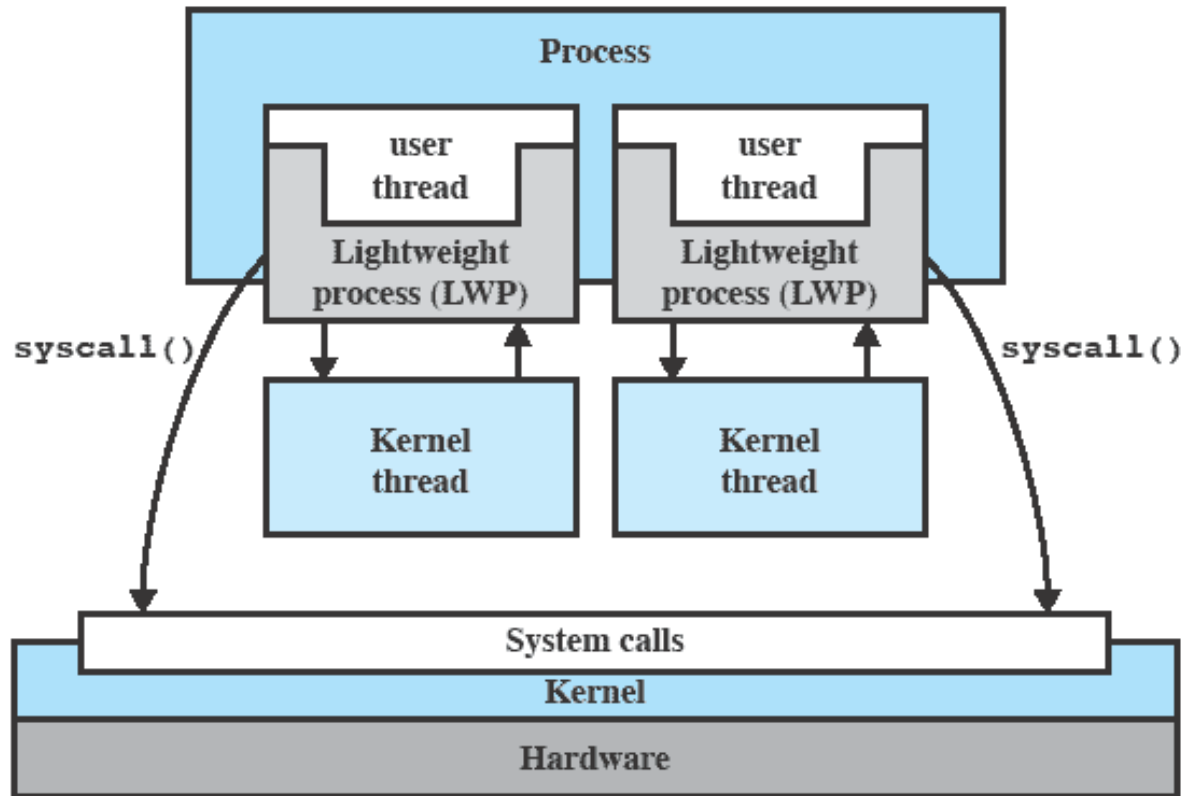 Process
user
thread
user
thread
Lightweight
process (LWP)
Lightweight
process (LWP)
syscall()
syscall()
Kernel
thread
Kernel
thread
System calls
Kernel
Hardware